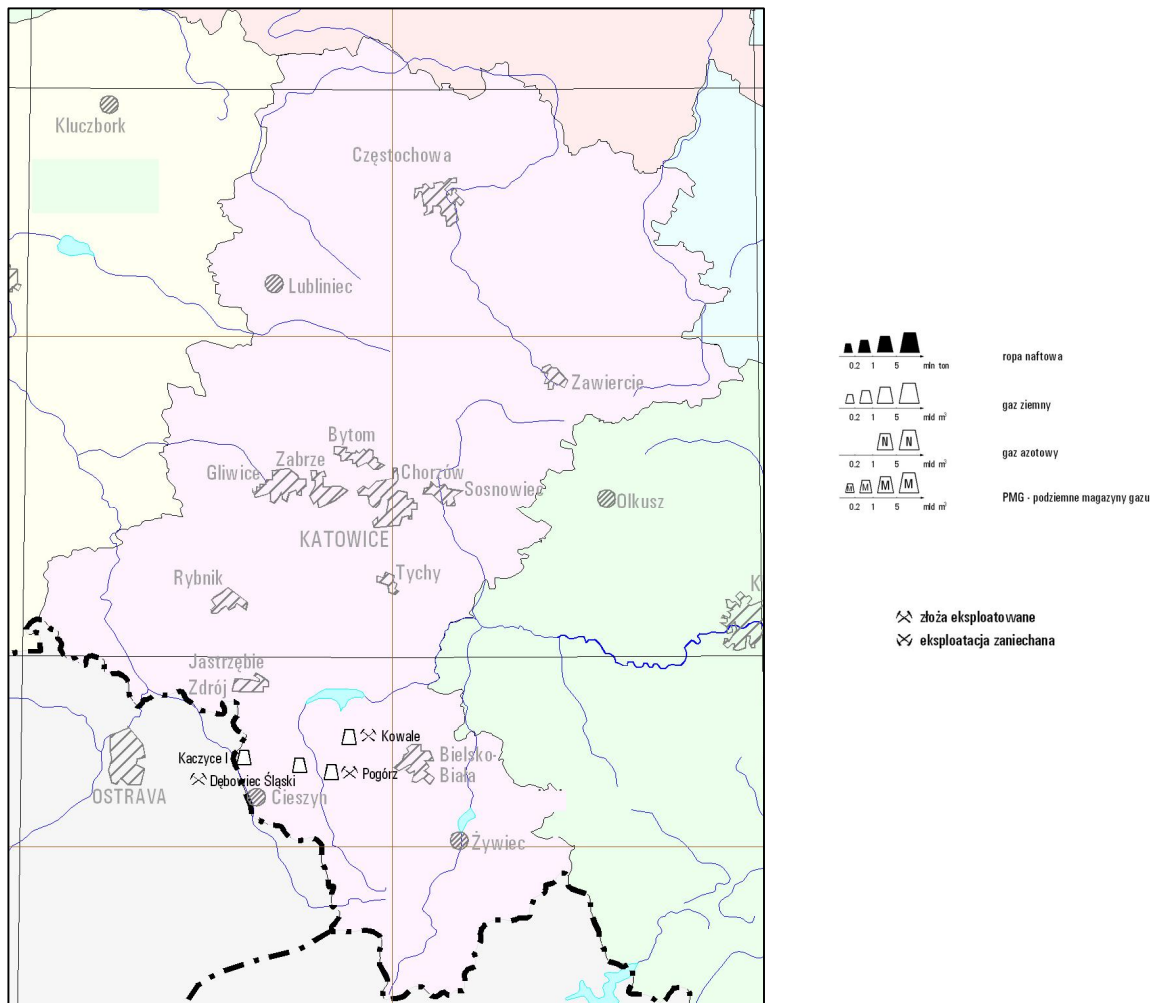 Kluczbork
Częstochowa
Lubliniec
Zawiercie
Bytom
Gliwice
Zabrze
Chorzów
Sosnowiec
Olkusz
KATOWICE
Rybnik
Tychy
K
Jastrzębie
Zdrój
Kowale
Kaczyce I
Bielsko-
Biała
Pogórz
Dębowiec Śląski
OSTRAVA
Cieszyn
Żywiec
0.2 1 5 mln ton
ropa naftowa
0.2 1 5 mld m³
gaz ziemny
N N
0.2 1 5 mld m³
gaz azotowy
M M M M
0.2 1 5 mld m³
PMG - podziemne magazyny gazu
złoża eksploatowane
eksploatacja zaniechana